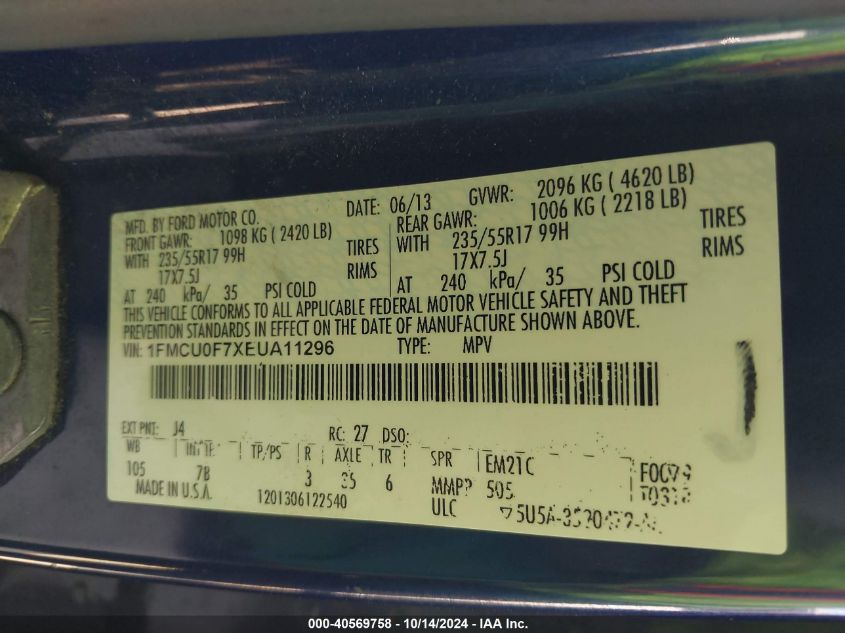 MFD. BY FORD MOTOR CO. DATE: 06/13 GVWR: 2096 KG ( 4620 LB)
FRONT GAWR: 1098 KG ( 2420 LB) REAR GAWR: 1006 KG ( 2218 LB)
WITH 235/55R17 99H TIRES WITH 235/55R17 99H TIRES
17X7.5J RIMS 17X7.5J RIMS
AT 240 kPa/ 35 PSI COLD AT 240 kPa/ 35 PSI COLD
THIS VEHICLE CONFORMS TO ALL APPLICABLE FEDERAL MOTOR VEHICLE SAFETY AND THEFT
PREVENTION STANDARDS IN EFFECT ON THE DATE OF MANUFACTURE SHOWN ABOVE.
VIN: 1FMCU0F7XEUA11296 TYPE: MPV
EXT PNT: J4 RC: 27 DSO:
WB INT TR TP/PS R AXLE TR SPR EM21C
105 7B 3 35 6 MMP? 505
MADE IN U.S.A. 1201306122540 ULC
000-40569758 - 10/14/2024 - IAA Inc.